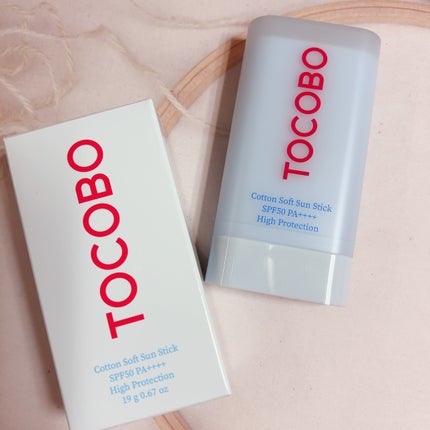 TOCOBO
Cotton Soft Sun Stick
SPF50 PA++++
High Protection
19 g 0.67 oz
TOCOBO
Cotton Soft Sun Stick
SPF50 PA++++
High Protection